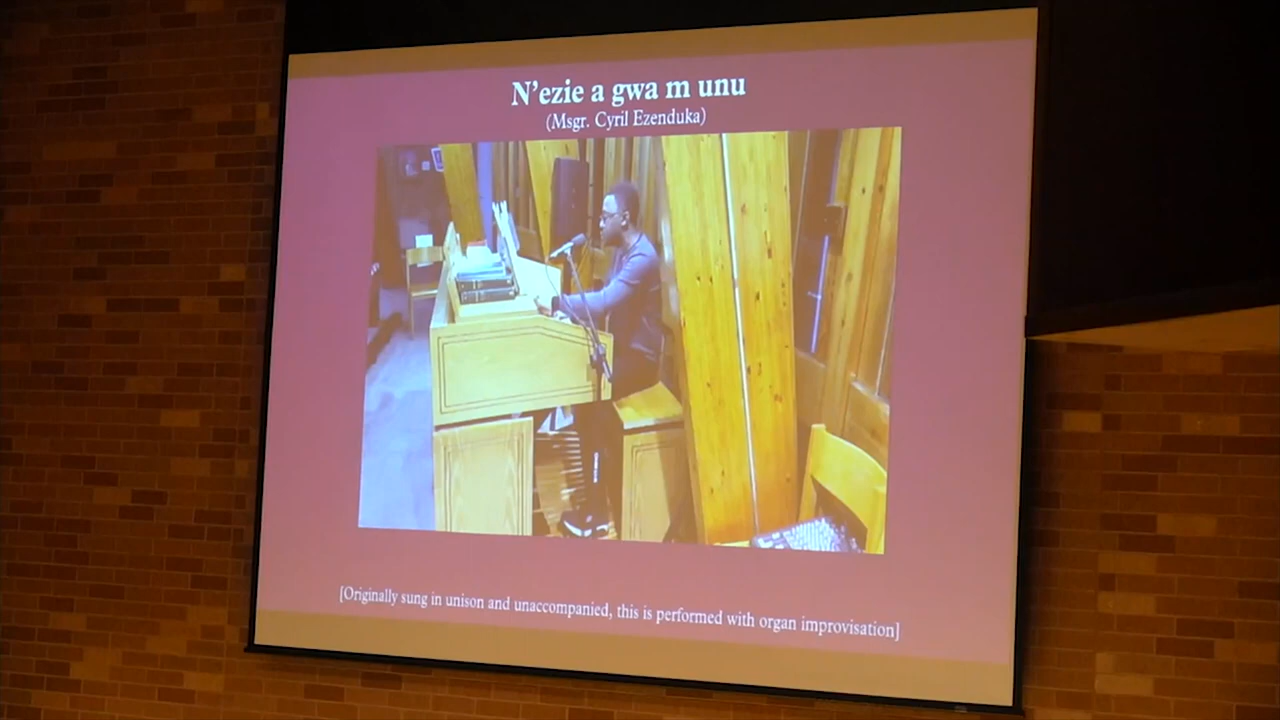 N’ezie a gwa m unu
(Msgr. Cyril Ezenduka)
[Originally sung in unison and unaccompanied, this is performed with organ improvisation]